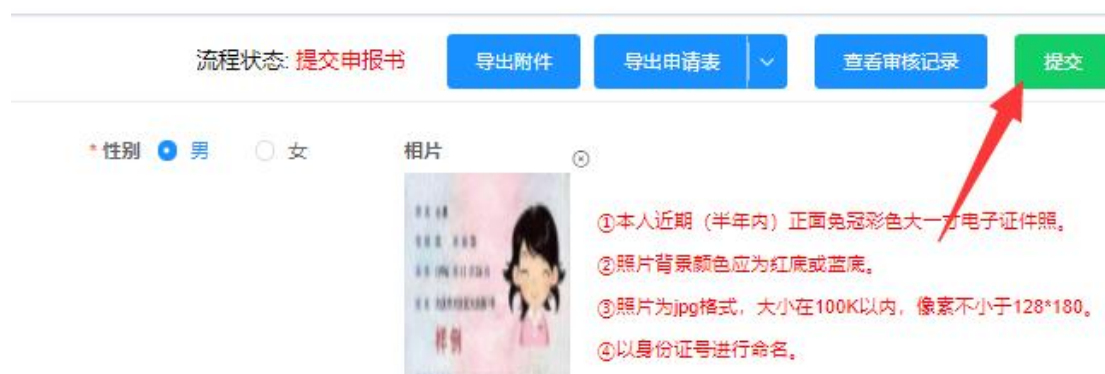 流程状态: 提交申报书 导出附件 导出申请表 查看审核记录 提交
*性别 男 女 相片
①本人近期（半年内）正面免冠彩色大一寸电子证件照。
②照片背景颜色应为红底或蓝底。
③照片为jpg格式，大小在100K以内，像素不小于128*180。
④以身份证号进行命名。
样例